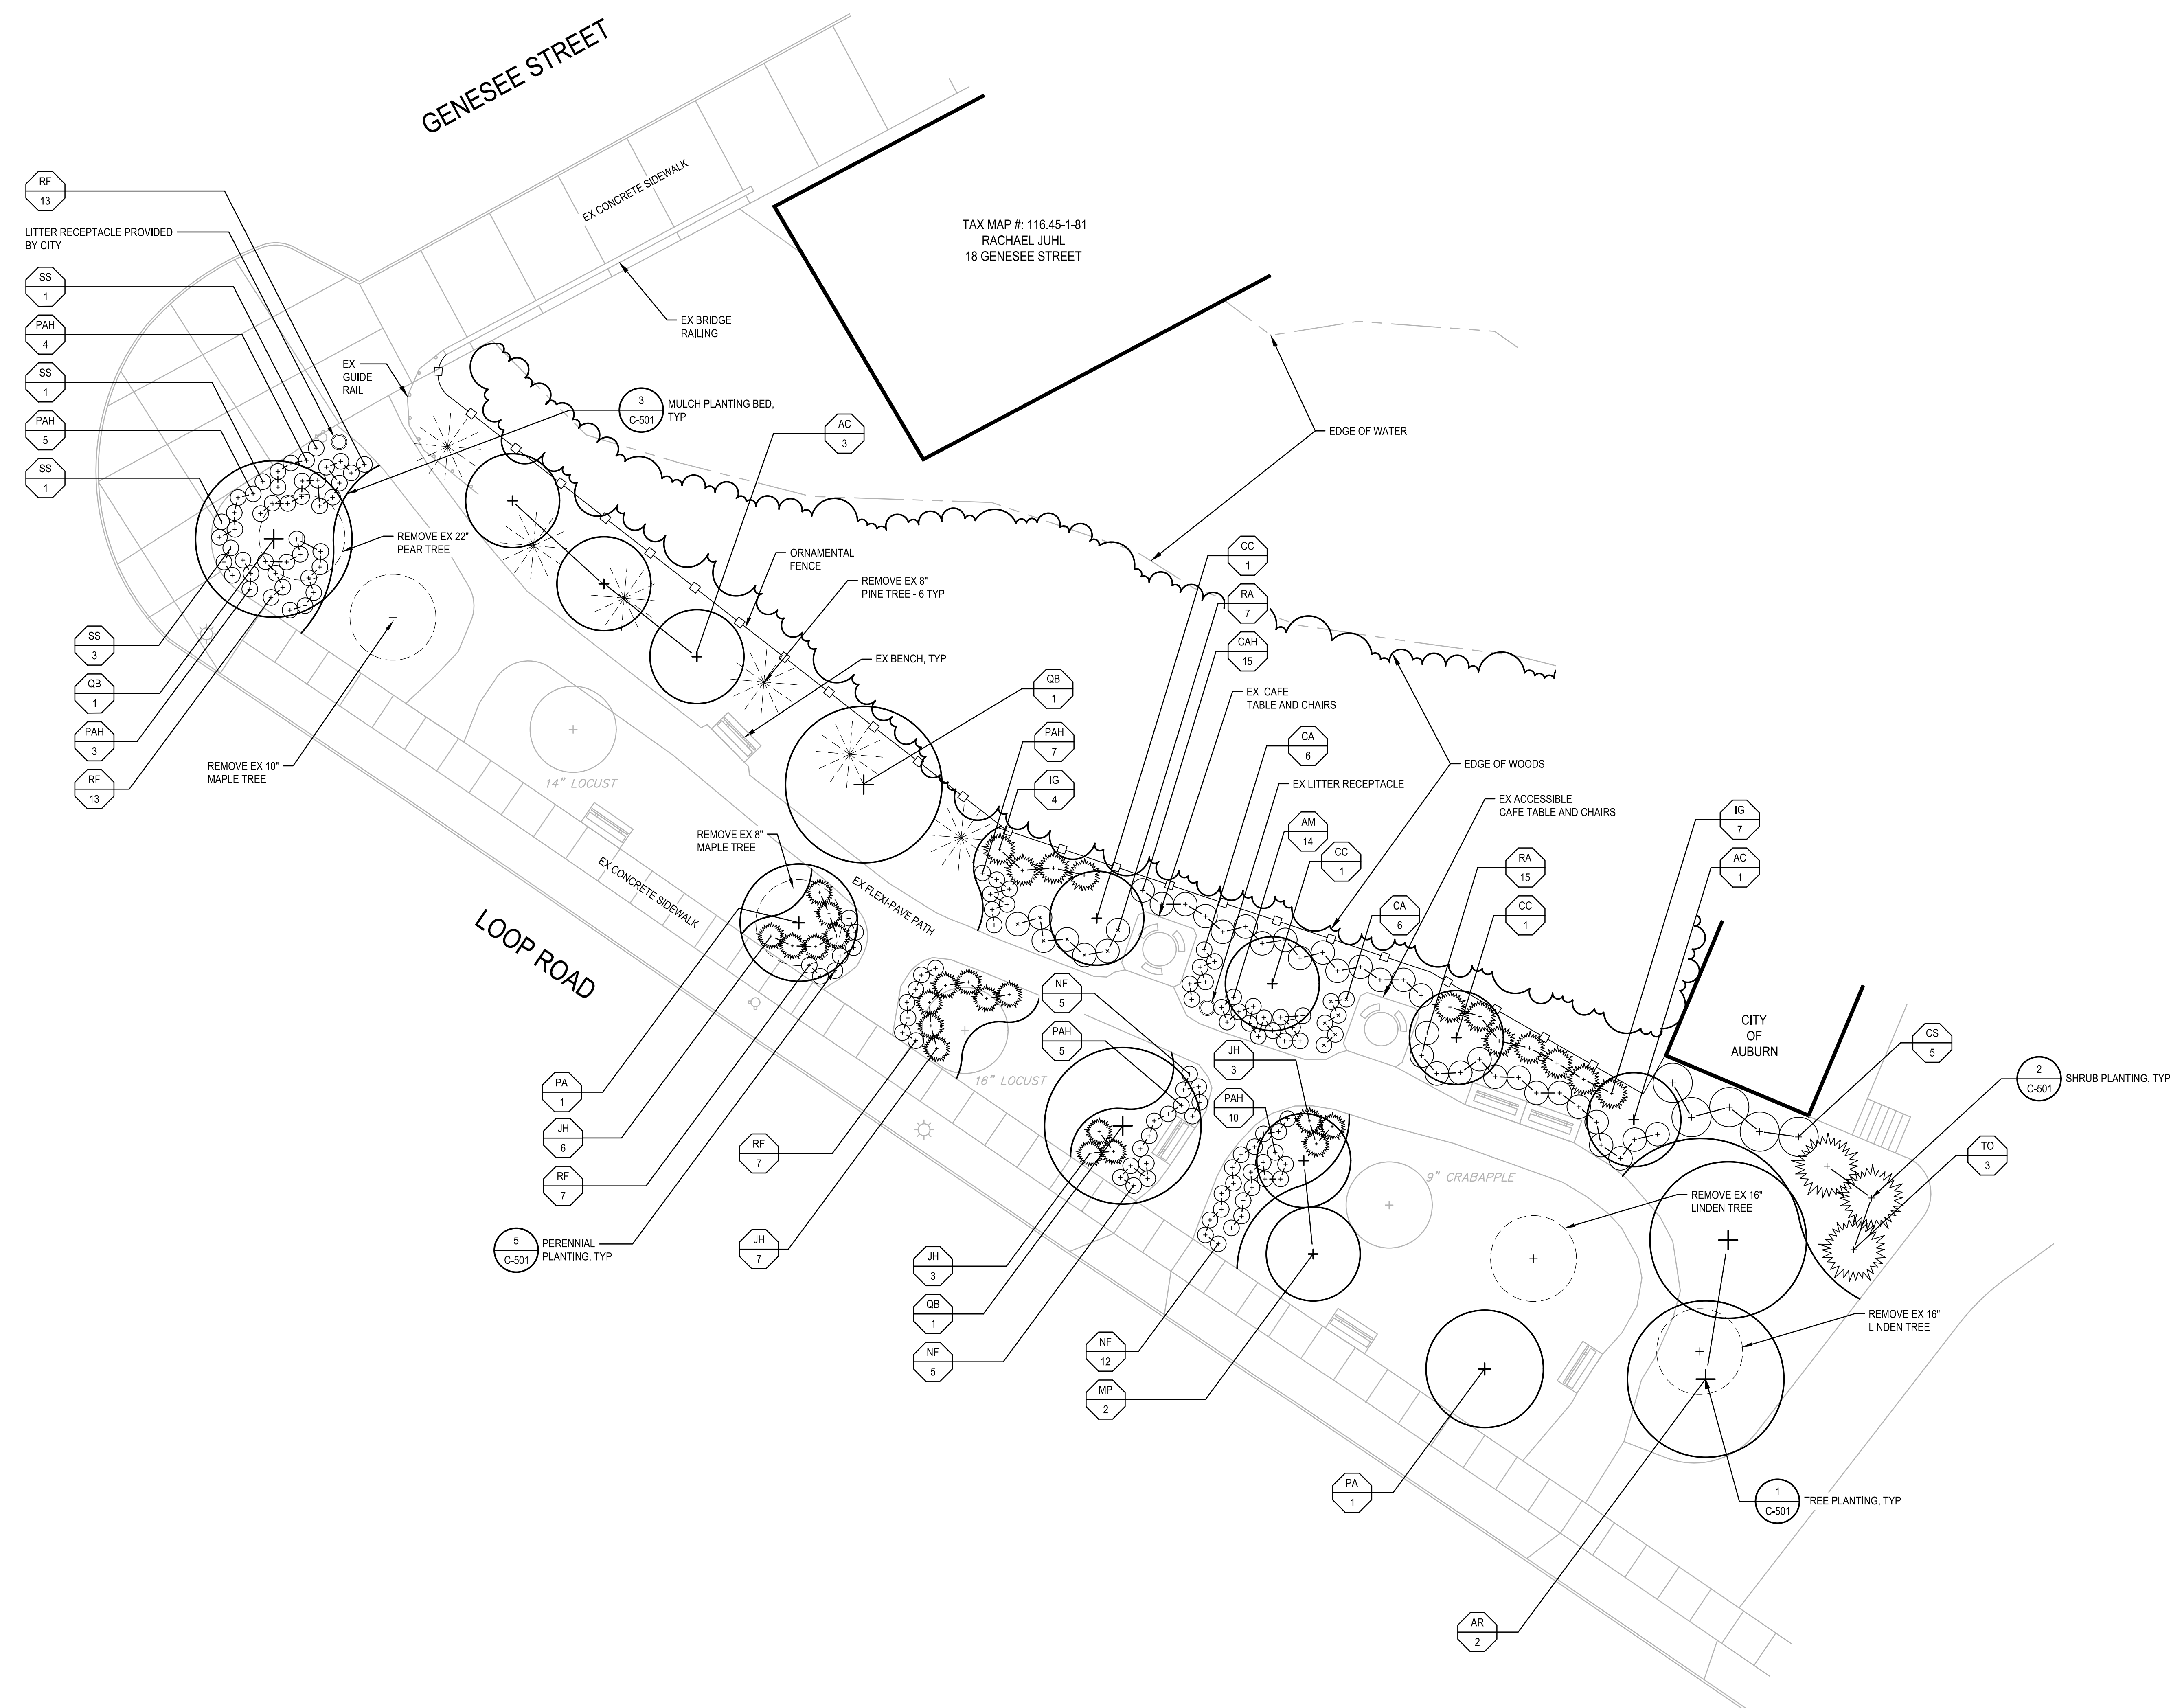 GENESEE STREET
EX CONCRETE SIDEWALK
RF
13
LITTER RECEPTACLE PROVIDED
BY CITY
SS
1
PAH
4
SS
1
PAH
5
SS
1
TAX MAP #: 116.45-1-81
RACHAEL JUHL
18 GENESEE STREET
EX BRIDGE
RAILING
EX
GUIDE
RAIL
3
C-501
MULCH PLANTING BED,
TYP
AC
3
EDGE OF WATER
REMOVE EX 22"
PEAR TREE
ORNAMENTAL
FENCE
REMOVE EX 8"
PINE TREE - 6 TYP
CC
1
RA
7
CAH
15
SS
3
QB
1
PAH
3
RF
13
EX BENCH, TYP
QB
1
EX CAFE
TABLE AND CHAIRS
PAH
7
CA
6
IG
4
EX LITTER RECEPTACLE
EDGE OF WOODS
REMOVE EX 10"
MAPLE TREE
14" LOCUST
EX ACCESSIBLE
CAFE TABLE AND CHAIRS
IG
7
AM
14
CC
1
REMOVE EX 8"
MAPLE TREE
RA
15
AC
1
EX CONCRETE SIDEWALK
EX FLEXI-PAVE PATH
CA
6
CC
1
LOOP ROAD
NF
5
PAH
5
CITY
OF
AUBURN
CS
5
2
C-501
SHRUB PLANTING, TYP
JH
3
16" LOCUST
PA
1
PAH
10
JH
6
RF
7
TO
3
RF
7
9" CRABAPPLE
REMOVE EX 16"
LINDEN TREE
5
C-501
PERENNIAL
PLANTING, TYP
JH
7
JH
3
QB
1
NF
5
REMOVE EX 16"
LINDEN TREE
NF
12
MP
2
PA
1
1
C-501
TREE PLANTING, TYP
AR
2